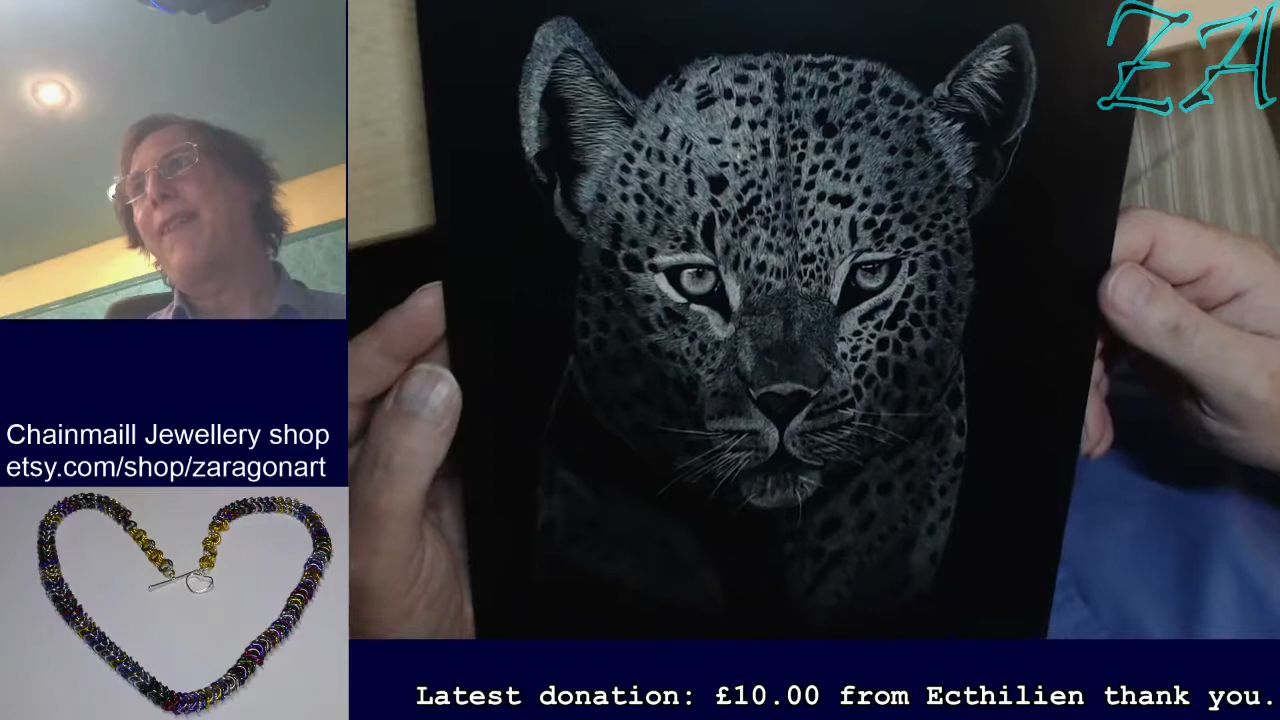 ZA
Chainmaill Jewellery shop
etsy.com/shop/zaragonart
Latest donation: £10.00 from Ecthilien thank you.